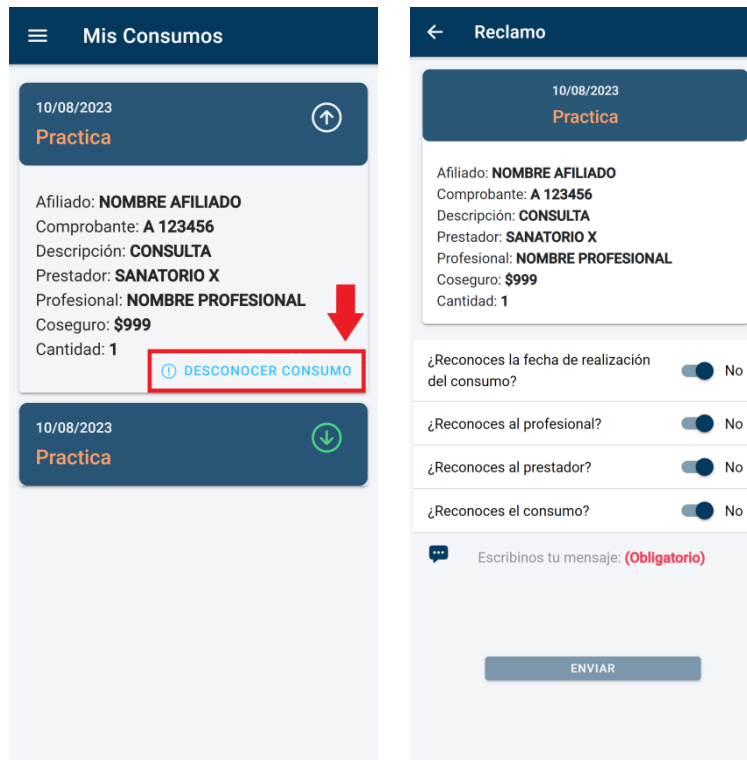 Mis Consumos
10/08/2023
Practica
Afiliado: NOMBRE AFILIADO
Comprobante: A 123456
Descripción: CONSULTA
Prestador: SANATORIO X
Profesional: NOMBRE PROFESIONAL
Coseguro: $999
Cantidad: 1
DESCONOCER CONSUMO
10/08/2023
Practica
Reclamo
10/08/2023
Practica
Afiliado: NOMBRE AFILIADO
Comprobante: A 123456
Descripción: CONSULTA
Prestador: SANATORIO X
Profesional: NOMBRE PROFESIONAL
Coseguro: $999
Cantidad: 1
¿Reconoces la fecha de realización
del consumo?
No
¿Reconoces al profesional? No
¿Reconoces al prestador? No
¿Reconoces el consumo? No
Escribinos tu mensaje: (Obligatorio)
ENVIAR